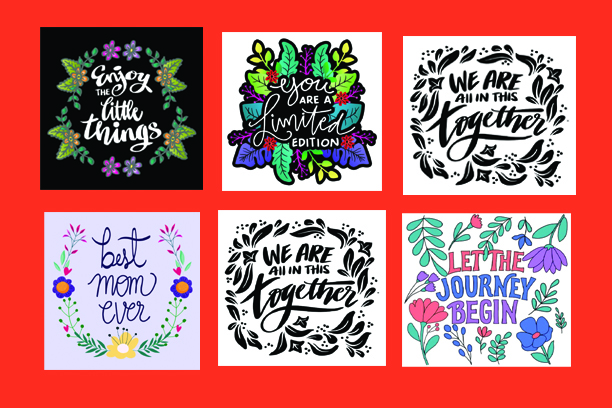 Enjoy
THE
little
things
You
ARE A
Limited
EDITION
WE ARE
All IN THIS
together
best
mom
ever
WE ARE
All IN THIS
together
LET THE
JOURNEY
BEGIN